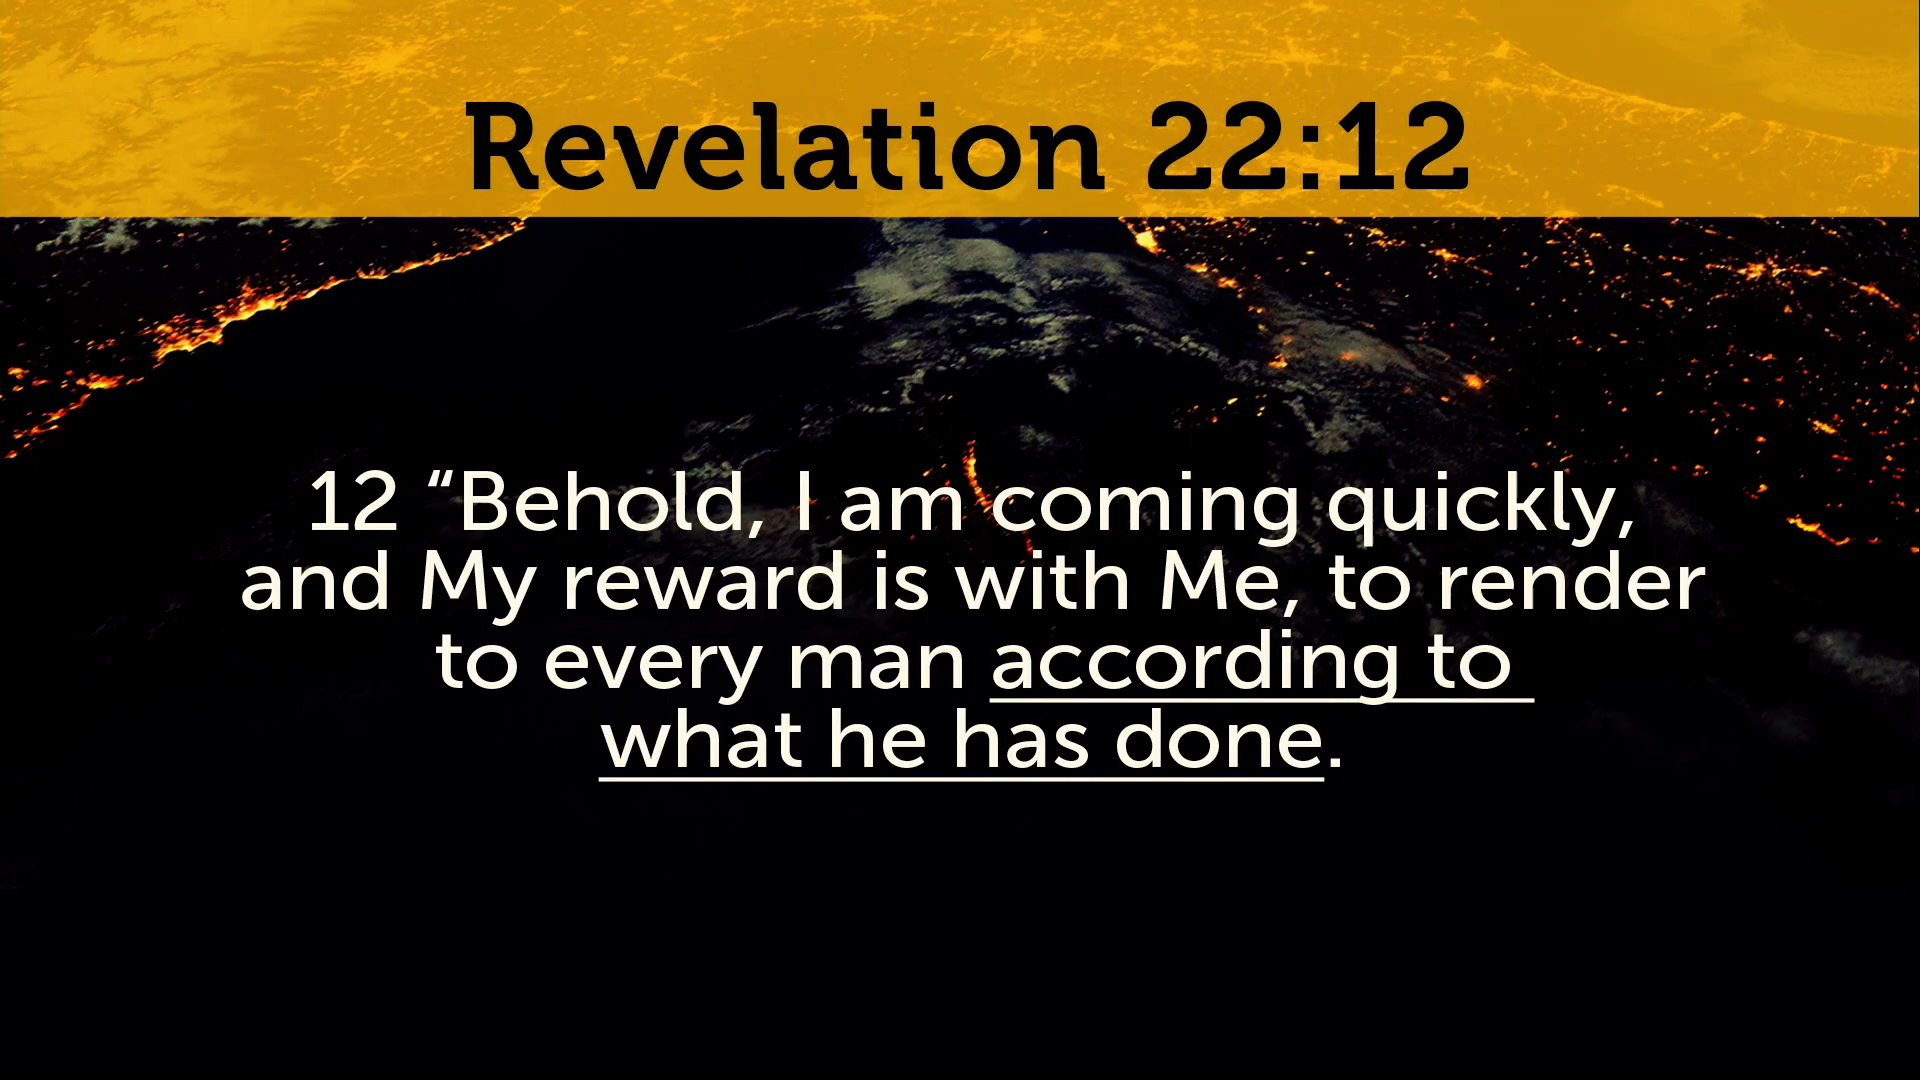 Revelation 22:12
12 “Behold, I am coming quickly,
and My reward is with Me, to render
to every man according to
what he has done.